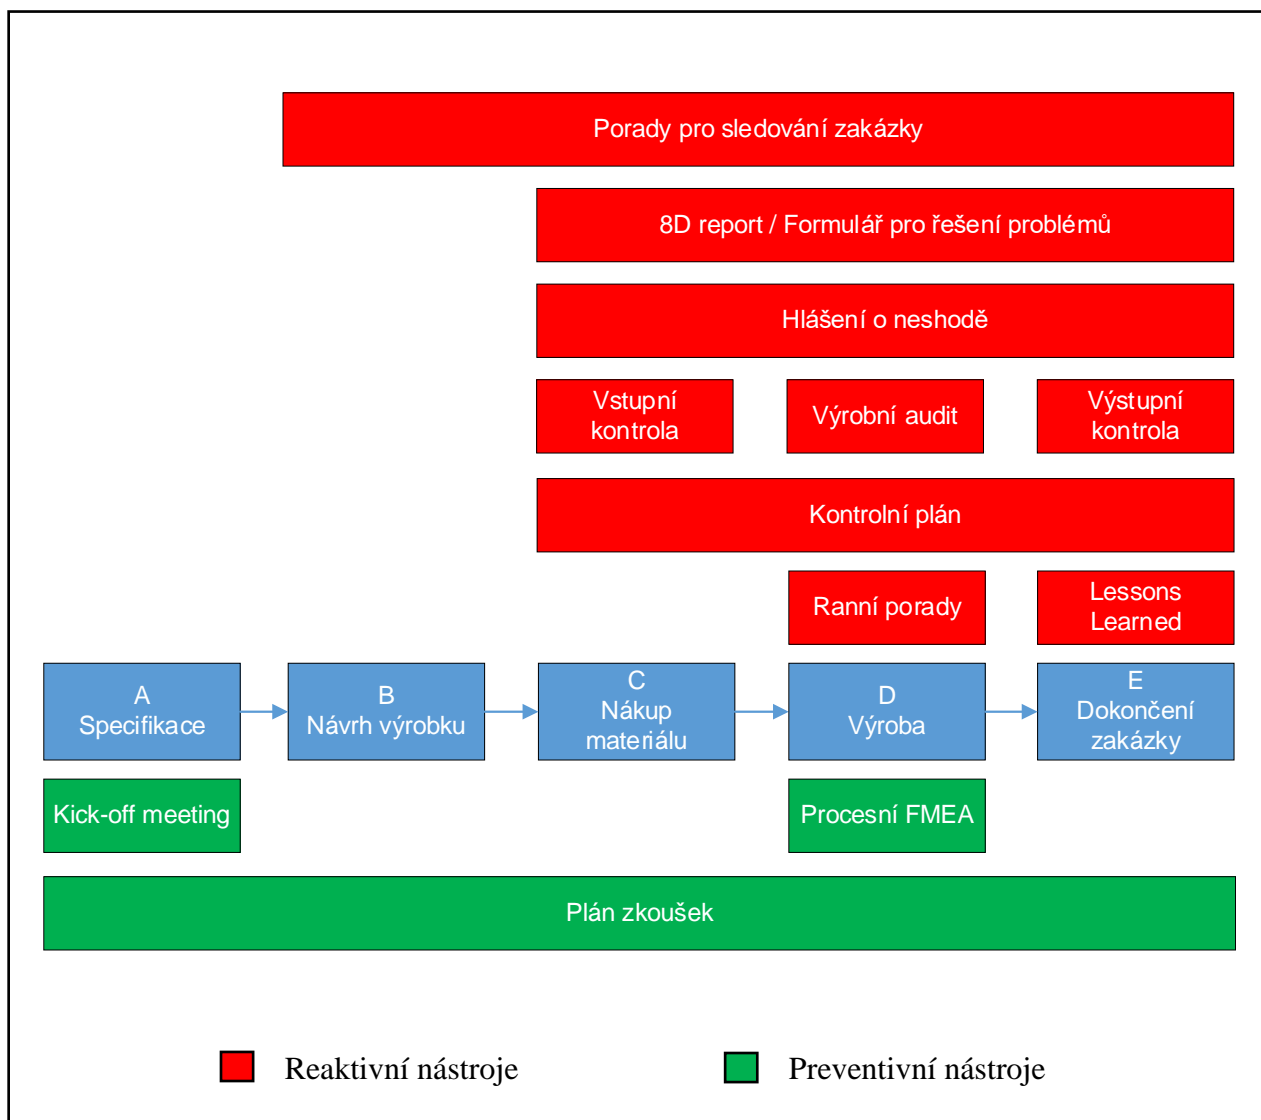 Porady pro sledování zakázky
8D report / Formulář pro řešení problémů
Hlášení o neshodě
Vstupní
kontrola
Výrobní audit
Výstupní
kontrola
Kontrolní plán
Ranní porady
Lessons
Learned
A
Specifikace
B
Návrh výrobku
C
Nákup
materiálu
D
Výroba
E
Dokončení
zakázky
Kick-off meeting
Procesní FMEA
Plán zkoušek
Reaktivní nástroje
Preventivní nástroje